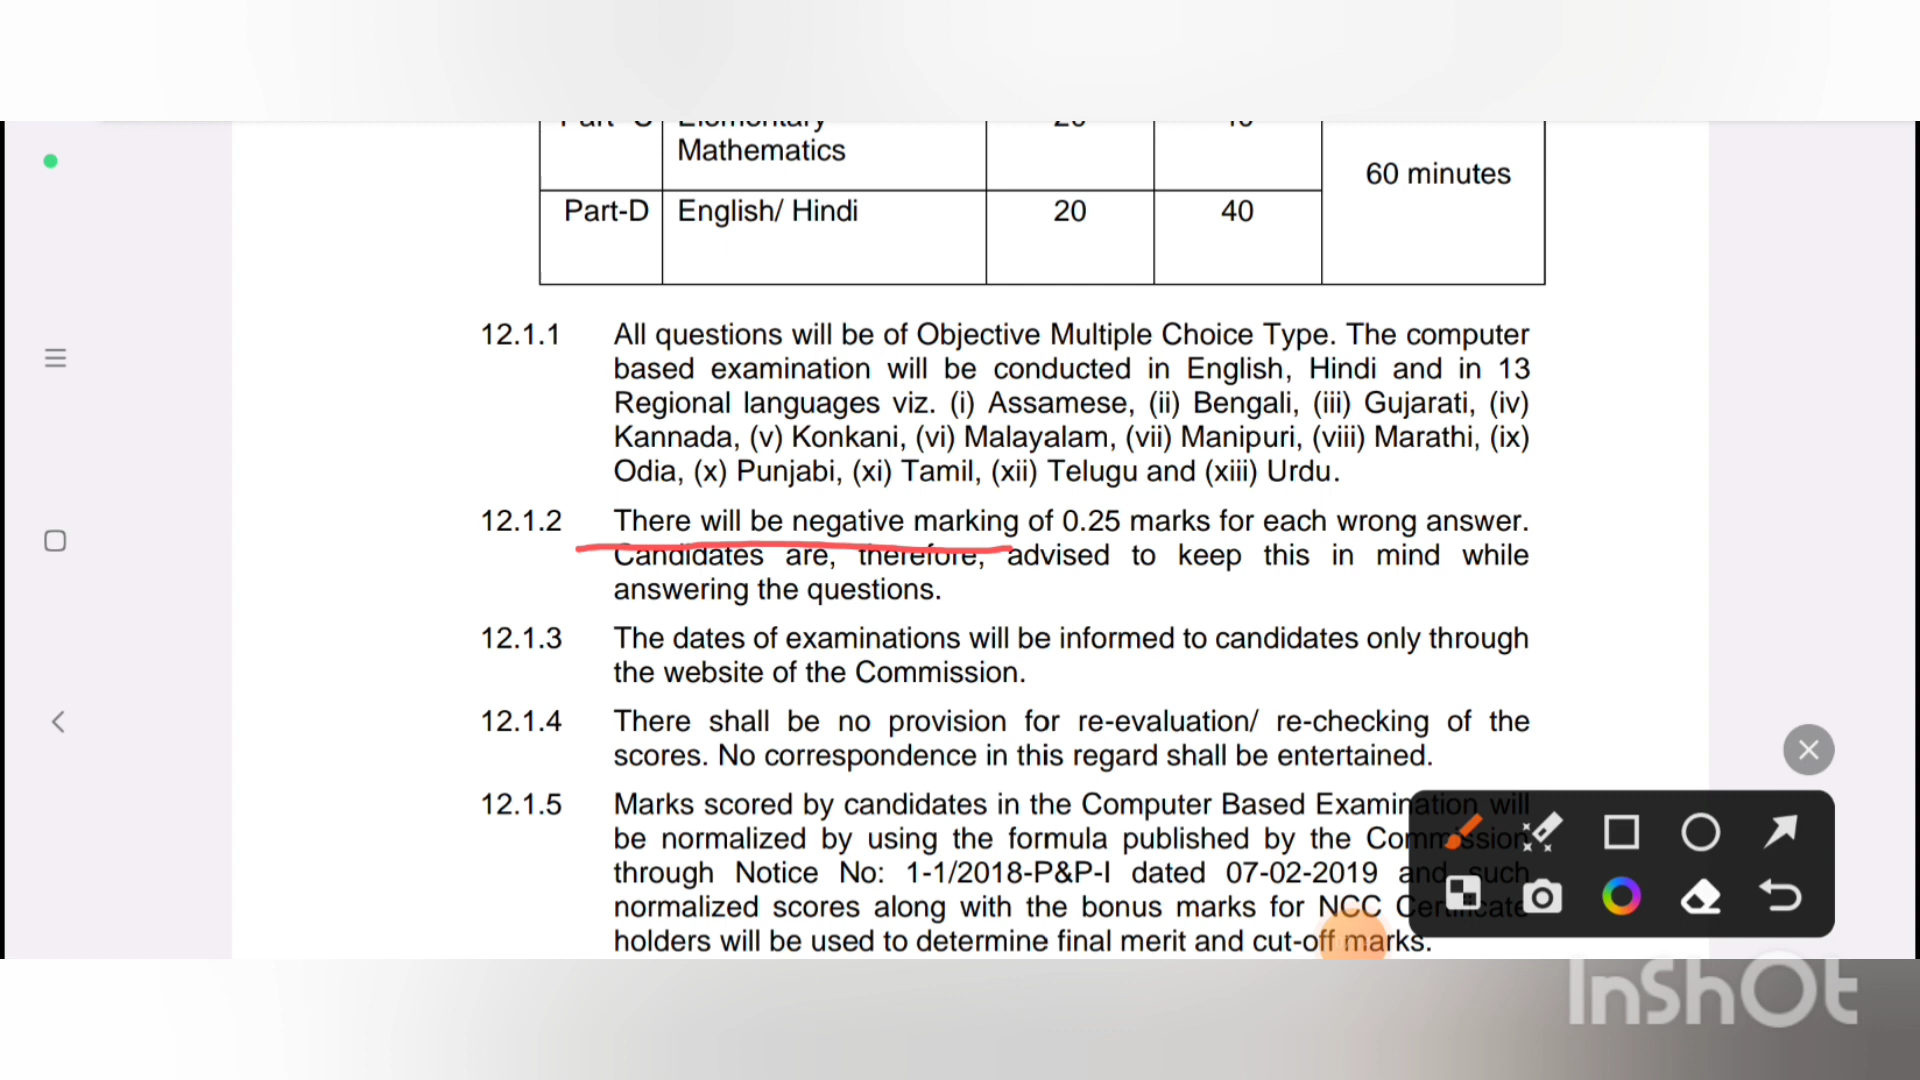 Part-C Elementary 20 40
Mathematics
60 minutes
Part-D English/ Hindi 20 40
12.1.1 All questions will be of Objective Multiple Choice Type. The computer
based examination will be conducted in English, Hindi and in 13
Regional languages viz. (i) Assamese, (ii) Bengali, (iii) Gujarati, (iv)
Kannada, (v) Konkani, (vi) Malayalam, (vii) Manipuri, (viii) Marathi, (ix)
Odia, (x) Punjabi, (xi) Tamil, (xii) Telugu and (xiii) Urdu.
12.1.2 There will be negative marking of 0.25 marks for each wrong answer.
Candidates are, therefore, advised to keep this in mind while
answering the questions.
12.1.3 The dates of examinations will be informed to candidates only through
the website of the Commission.
12.1.4 There shall be no provision for re-evaluation/ re-checking of the
scores. No correspondence in this regard shall be entertained.
12.1.5 Marks scored by candidates in the Computer Based Examination will
be normalized by using the formula published by the Commission
through Notice No: 1-1/2018-P&P-I dated 07-02-2019 and such
normalized scores along with the bonus marks for NCC Certificate
holders will be used to determine final merit and cut-off marks.
InShOt